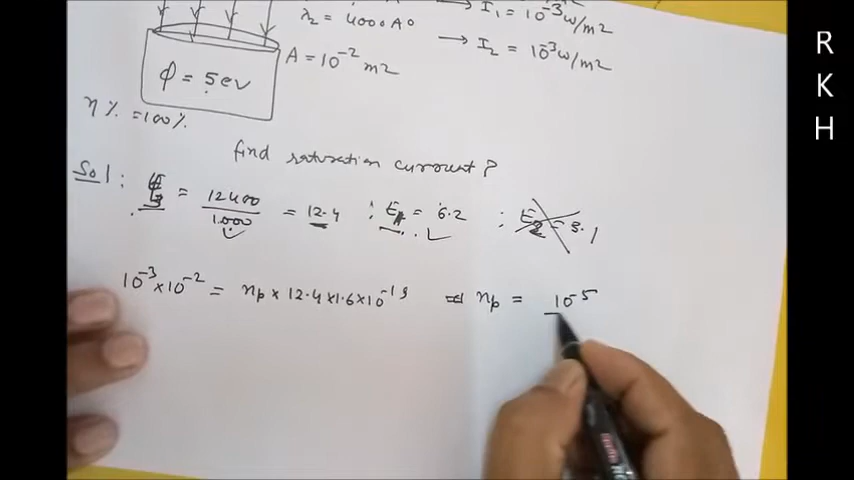 λ₂ = 4000 A°
→ I₁ = 10⁻³ w/m²
→ I₂ = 10⁻³ w/m²
A = 10⁻² m2
ϕ = 5 ev
η % = 100 %
find saturation current?
Sol : = 12400/1000 = 12.4 ; E = 6.2 ; E₂ = 3.1
10⁻³ × 10⁻² = np × 12.4 × 1.6 × 10⁻¹⁹ ⇒ np = 10⁻⁵
R
K
H